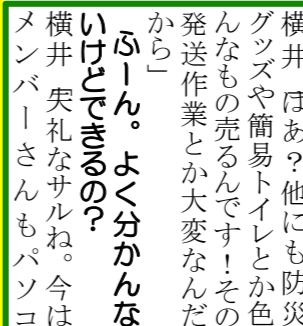 横井「はあ？他にも防災
グッズや簡易トイレとか色
んなもの売るんです！その
発送作業とか大変なんだ
から」
ふーん。よく分かんな
いけどできるの？
横井「失礼なサルね。今は
メンバーさんもパソコ